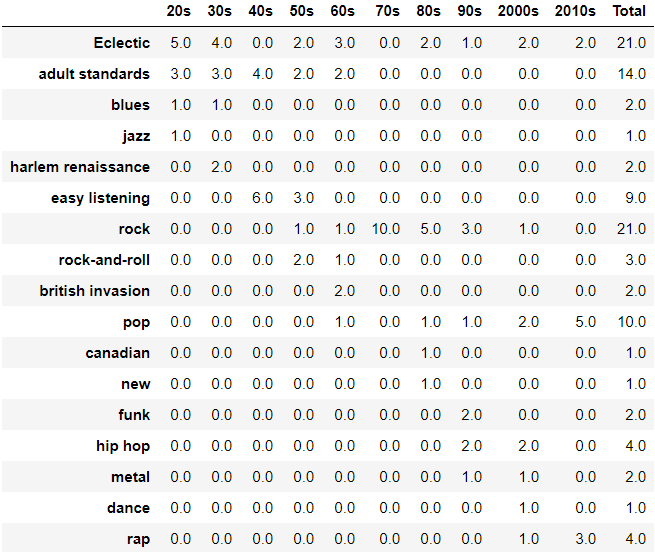 20s 30s 40s 50s 60s 70s 80s 90s 2000s 2010s Total
Eclectic 5.0 4.0 0.0 2.0 3.0 0.0 2.0 1.0 2.0 2.0 21.0
adult standards 3.0 3.0 4.0 2.0 2.0 0.0 0.0 0.0 0.0 0.0 14.0
blues 1.0 1.0 0.0 0.0 0.0 0.0 0.0 0.0 0.0 0.0 2.0
jazz 1.0 0.0 0.0 0.0 0.0 0.0 0.0 0.0 0.0 0.0 1.0
harlem renaissance 0.0 2.0 0.0 0.0 0.0 0.0 0.0 0.0 0.0 0.0 2.0
easy listening 0.0 0.0 6.0 3.0 0.0 0.0 0.0 0.0 0.0 0.0 9.0
rock 0.0 0.0 0.0 1.0 1.0 10.0 5.0 3.0 1.0 0.0 21.0
rock-and-roll 0.0 0.0 0.0 2.0 1.0 0.0 0.0 0.0 0.0 0.0 3.0
british invasion 0.0 0.0 0.0 0.0 2.0 0.0 0.0 0.0 0.0 0.0 2.0
pop 0.0 0.0 0.0 0.0 1.0 0.0 1.0 1.0 2.0 5.0 10.0
canadian 0.0 0.0 0.0 0.0 0.0 0.0 1.0 0.0 0.0 0.0 1.0
new 0.0 0.0 0.0 0.0 0.0 0.0 1.0 0.0 0.0 0.0 1.0
funk 0.0 0.0 0.0 0.0 0.0 0.0 0.0 2.0 0.0 0.0 2.0
hip hop 0.0 0.0 0.0 0.0 0.0 0.0 0.0 2.0 2.0 0.0 4.0
metal 0.0 0.0 0.0 0.0 0.0 0.0 0.0 1.0 1.0 0.0 2.0
dance 0.0 0.0 0.0 0.0 0.0 0.0 0.0 0.0 1.0 0.0 1.0
rap 0.0 0.0 0.0 0.0 0.0 0.0 0.0 0.0 1.0 3.0 4.0